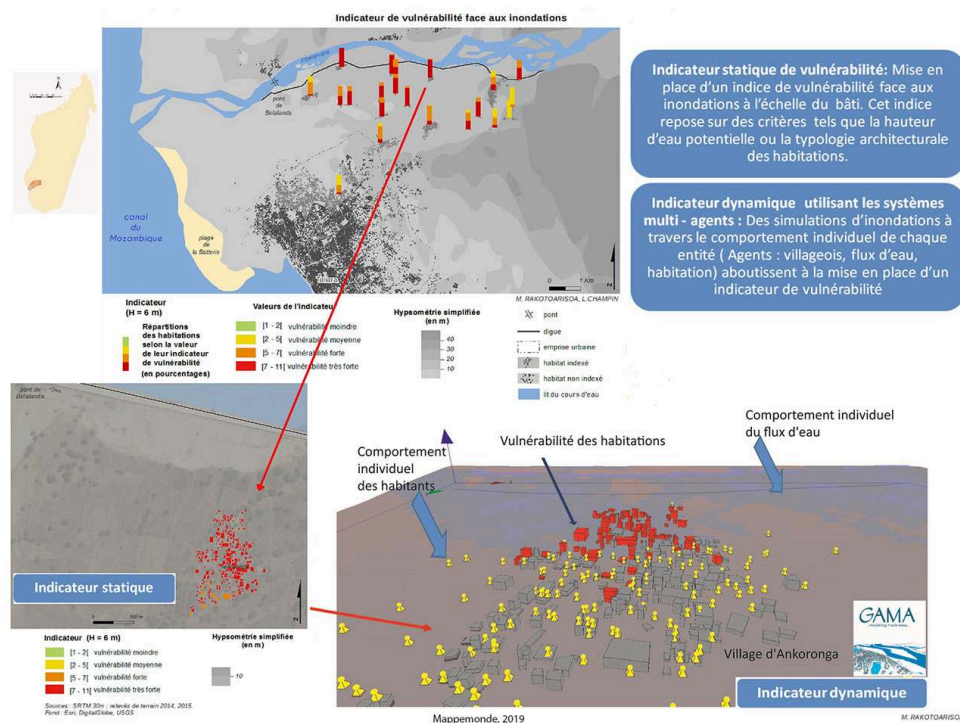 Indicateur de vulnérabilité face aux inondations
N
pont
de
Belalanda
canal
du
Mozambique
plage
de
la Batterie
0 1 Km
N
M. RAKOTOARISOA, L.CHAMPIN
Indicateur
(H = 6 m)
Répartitions
des habitations
selon la valeur
de leur indicateur
de vulnérabilité
(en pourcentages)
Valeurs de l'indicateur
[1 - 2[ vulnérabilité moindre
[2 - 5[ vulnérabilité moyenne
[5 - 7[ vulnérabilité forte
[7 - 11[ vulnérabilité très forte
Hypsométrie simplifiée
(en m)
40
30
20
10
pont
digue
emprise urbaine
habitat indexé
habitat non indexé
lit du cours d'eau
Indicateur statique de vulnérabilité: Mise en
place d'un indice de vulnérabilité face aux
inondations à l'échelle du bâti. Cet indice
repose sur des critères tels que la hauteur
d'eau potentielle ou la typologie architecturale
des habitations.
Indicateur dynamique utilisant les systèmes
multi - agents : Des simulations d'inondations à
travers le comportement individuel de chaque
entité ( Agents : villageois, flux d'eau,
habitation) aboutissent à la mise en place d'un
indicateur de vulnérabilité
pont de
Belalanda
Indicateur statique
0 100 m
N
Indicateur (H = 6 m)
[1 - 2[ vulnérabilité moindre
[2 - 5[ vulnérabilité moyenne
[5 - 7[ vulnérabilité forte
[7 - 11[ vulnérabilité très forte
Hypsométrie simplifiée
(en m)
10
Sources : SRTM 30m ; relevés de terrain 2014, 2015.
Fond : Esri, DigitalGlobe, USGS
Comportement
individuel
des habitants
Vulnérabilité des habitations
Comportement individuel
du flux d'eau
Village d'Ankoronga
GAMA
Indicateur dynamique
Mappemonde, 2019
M. RAKOTOARISOA